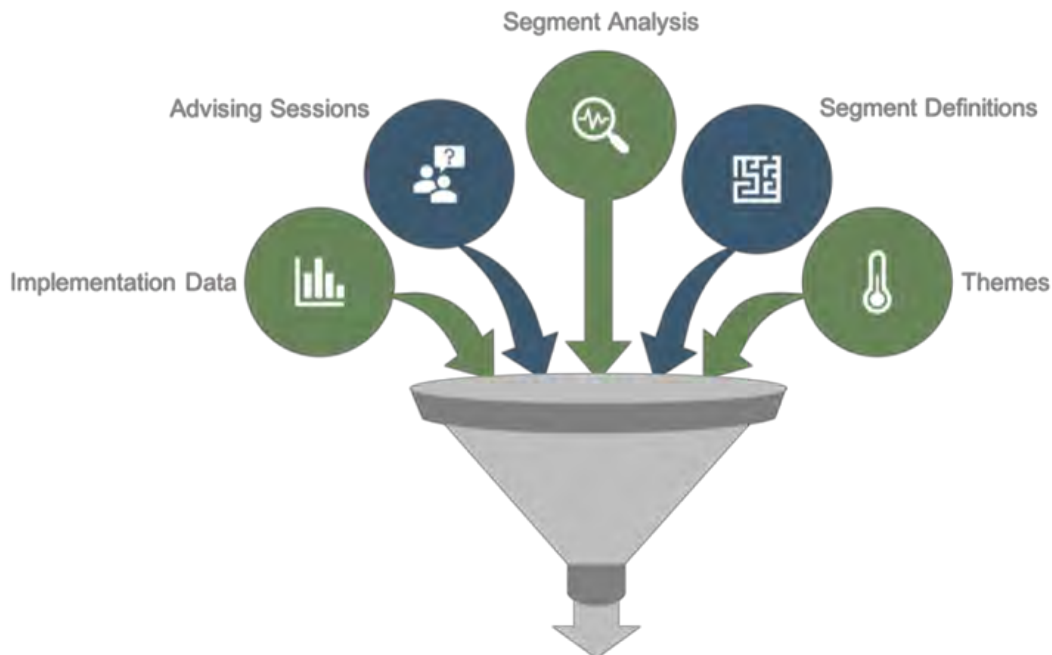 Segment Analysis
Advising Sessions
Segment Definitions
?
Implementation Data
Themes